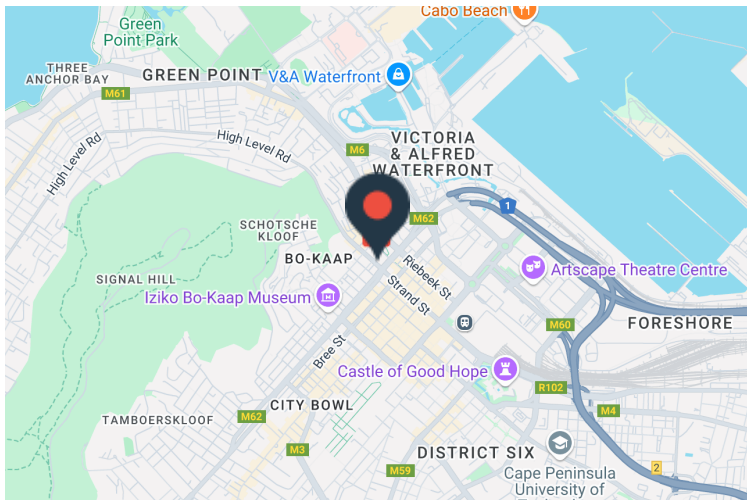 Cabo Beach
Green
Point Park
THREE
ANCHOR BAY
GREEN POINT
V&A Waterfront
M61
High Level Rd
High Level Rd
M6
VICTORIA
& ALFRED
WATERFRONT
1
M62
SCHOTSCHE
KLOOF
BO-KAAP
Riebeek St
SIGNAL HILL
Artscape Theatre Centre
Iziko Bo-Kaap Museum
Strand St
M60
FORESHORE
Bree St
Castle of Good Hope
R102
CITY BOWL
M4
TAMBOERSKLOOF
M62
M3
DISTRICT SIX
M59
2
Cape Peninsula
University of